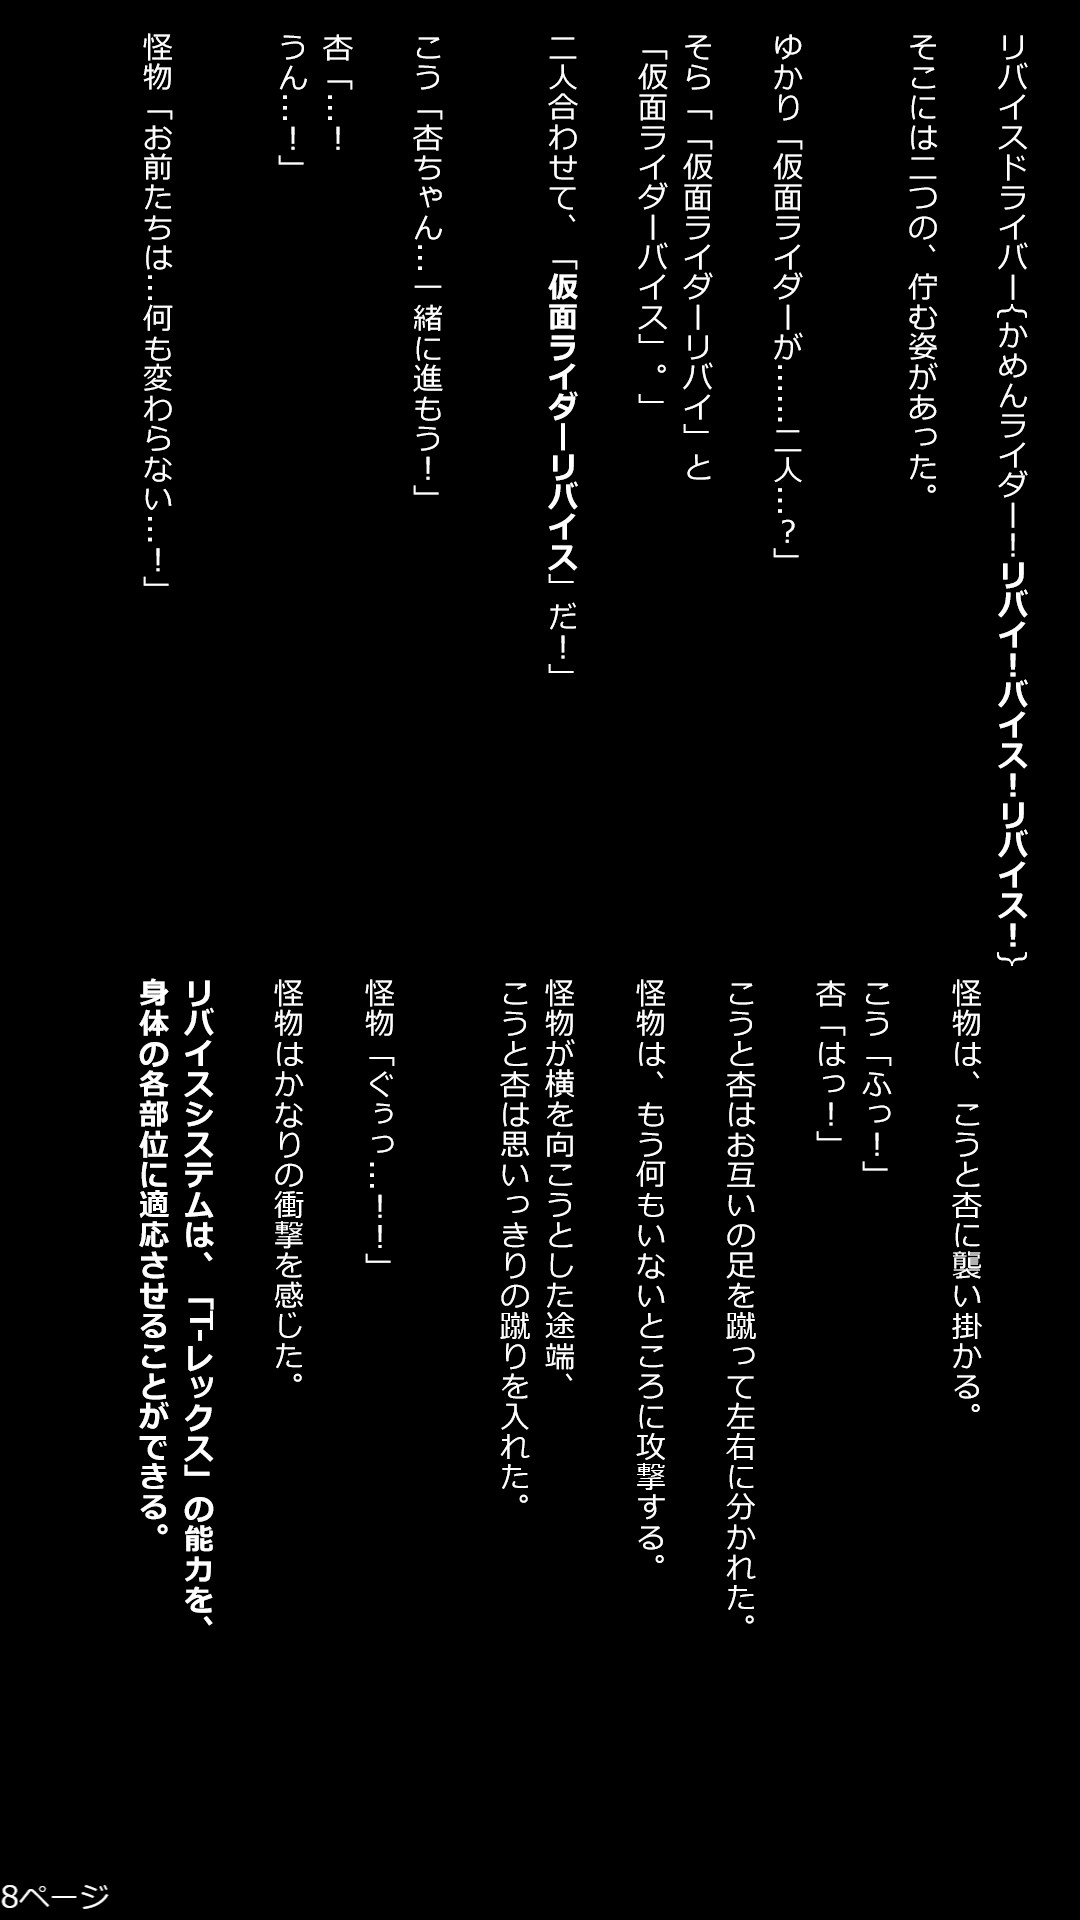 リバイスドライバー{かめんライダー！リバイ！バイス！リバイス！}
そこには二つの、佇む姿があった。
ゆかり「仮面ライダーが……二人…？」
そら「「仮面ライダーリバイ」と
「仮面ライダーバイス」。」
二人合わせて、「仮面ライダーリバイス」だ！」
こう「杏ちゃん…一緒に進もう！」
杏「…！
うん…！」
怪物「お前たちは…何も変わらない…！」
怪物は、こうと杏に襲い掛かる。
こう「ふっ！」
杏「はっ！」
こうと杏はお互いの足を蹴って左右に分かれた。
怪物は、もう何もいないところに攻撃する。
怪物が横を向こうとした途端、
こうと杏は思いっきりの蹴りを入れた。
怪物「ぐぅっ…！！」
怪物はかなりの衝撃を感じた。
リバイスシステムは、「T-レックス」の能力を、
身体の各部位に適応させることができる。
8ページ